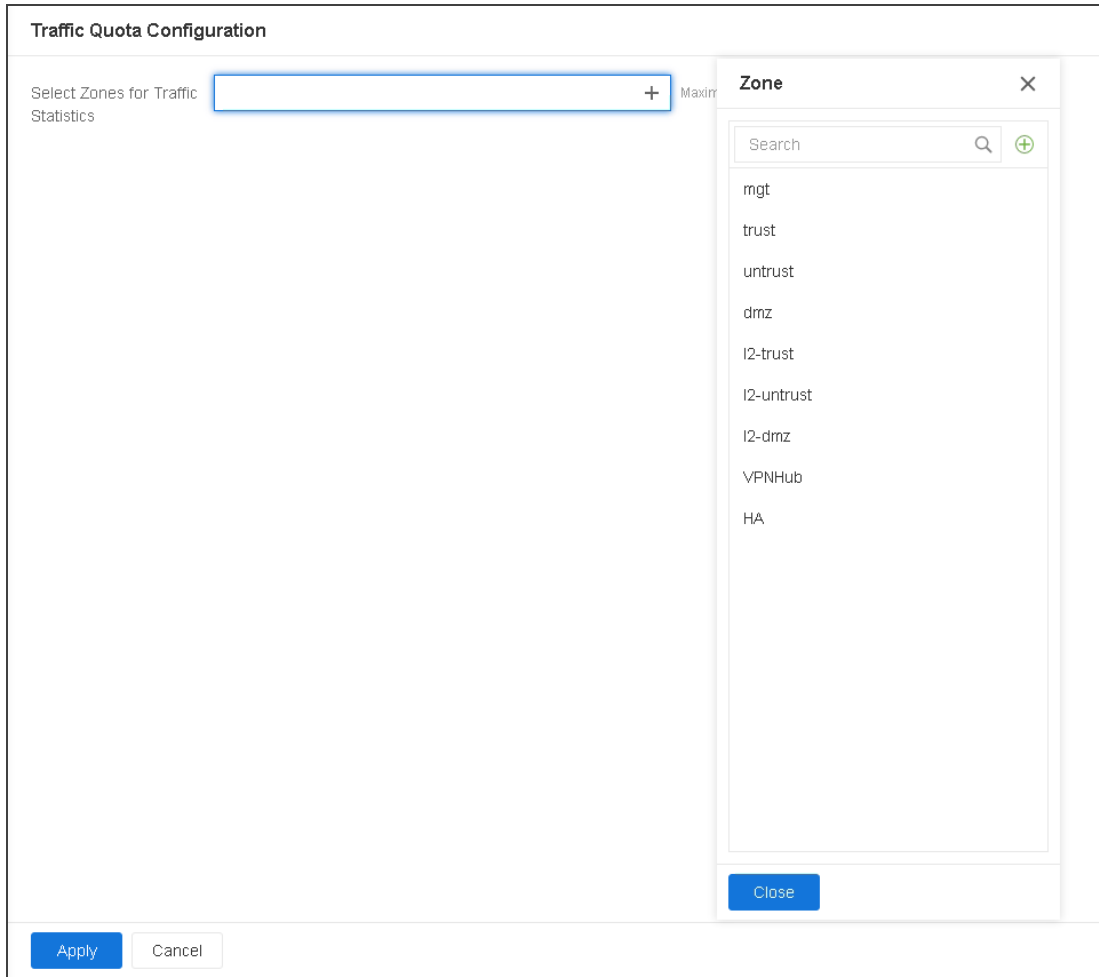 Traffic Quota Configuration
Select Zones for Traffic
Statistics
Zone
Search
mgt
trust
untrust
dmz
l2-trust
l2-untrust
l2-dmz
VPNHub
HA
Close
Apply
Cancel